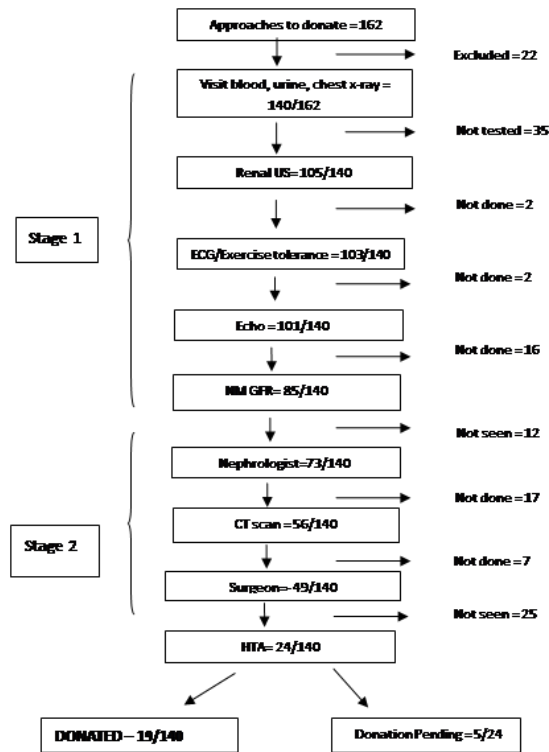 Approaches to donate = 162
Excluded = 22
Visit blood, urine, chest x-ray =
140/162
Not tested = 35
Renal US= 105/140
Not done = 2
Stage 1
ECG/Exercise tolerance = 103/140
Not done = 2
Echo = 101/140
Not done = 16
NM GFR= 85/140
Not seen = 12
Nephrologist=73/140
Not done = 17
CT scan = 56/140
Stage 2
Not done = 7
Surgeon=-49/140
Not seen = 25
HTA= 24/140
DONATED – 19/140
Donation Pending = 5/24